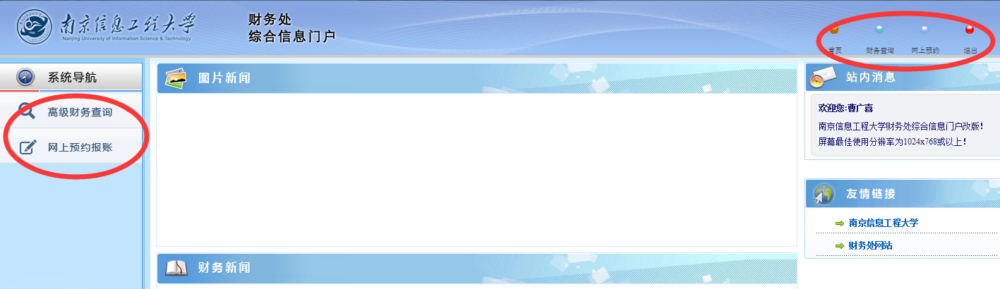 南京信息工程大学
Nanjing University of Information Science & Technology
财务处
综合信息门户
首页 财务查询 网上预约 退出
系统导航
高级财务查询
网上预约报账
图片新闻
财务新闻
站内消息
欢迎您:曹广喜
南京信息工程大学财务处综合信息门户改版!
屏幕最佳使用分辨率为1024x768或以上!
友情链接
南京信息工程大学
财务处网站